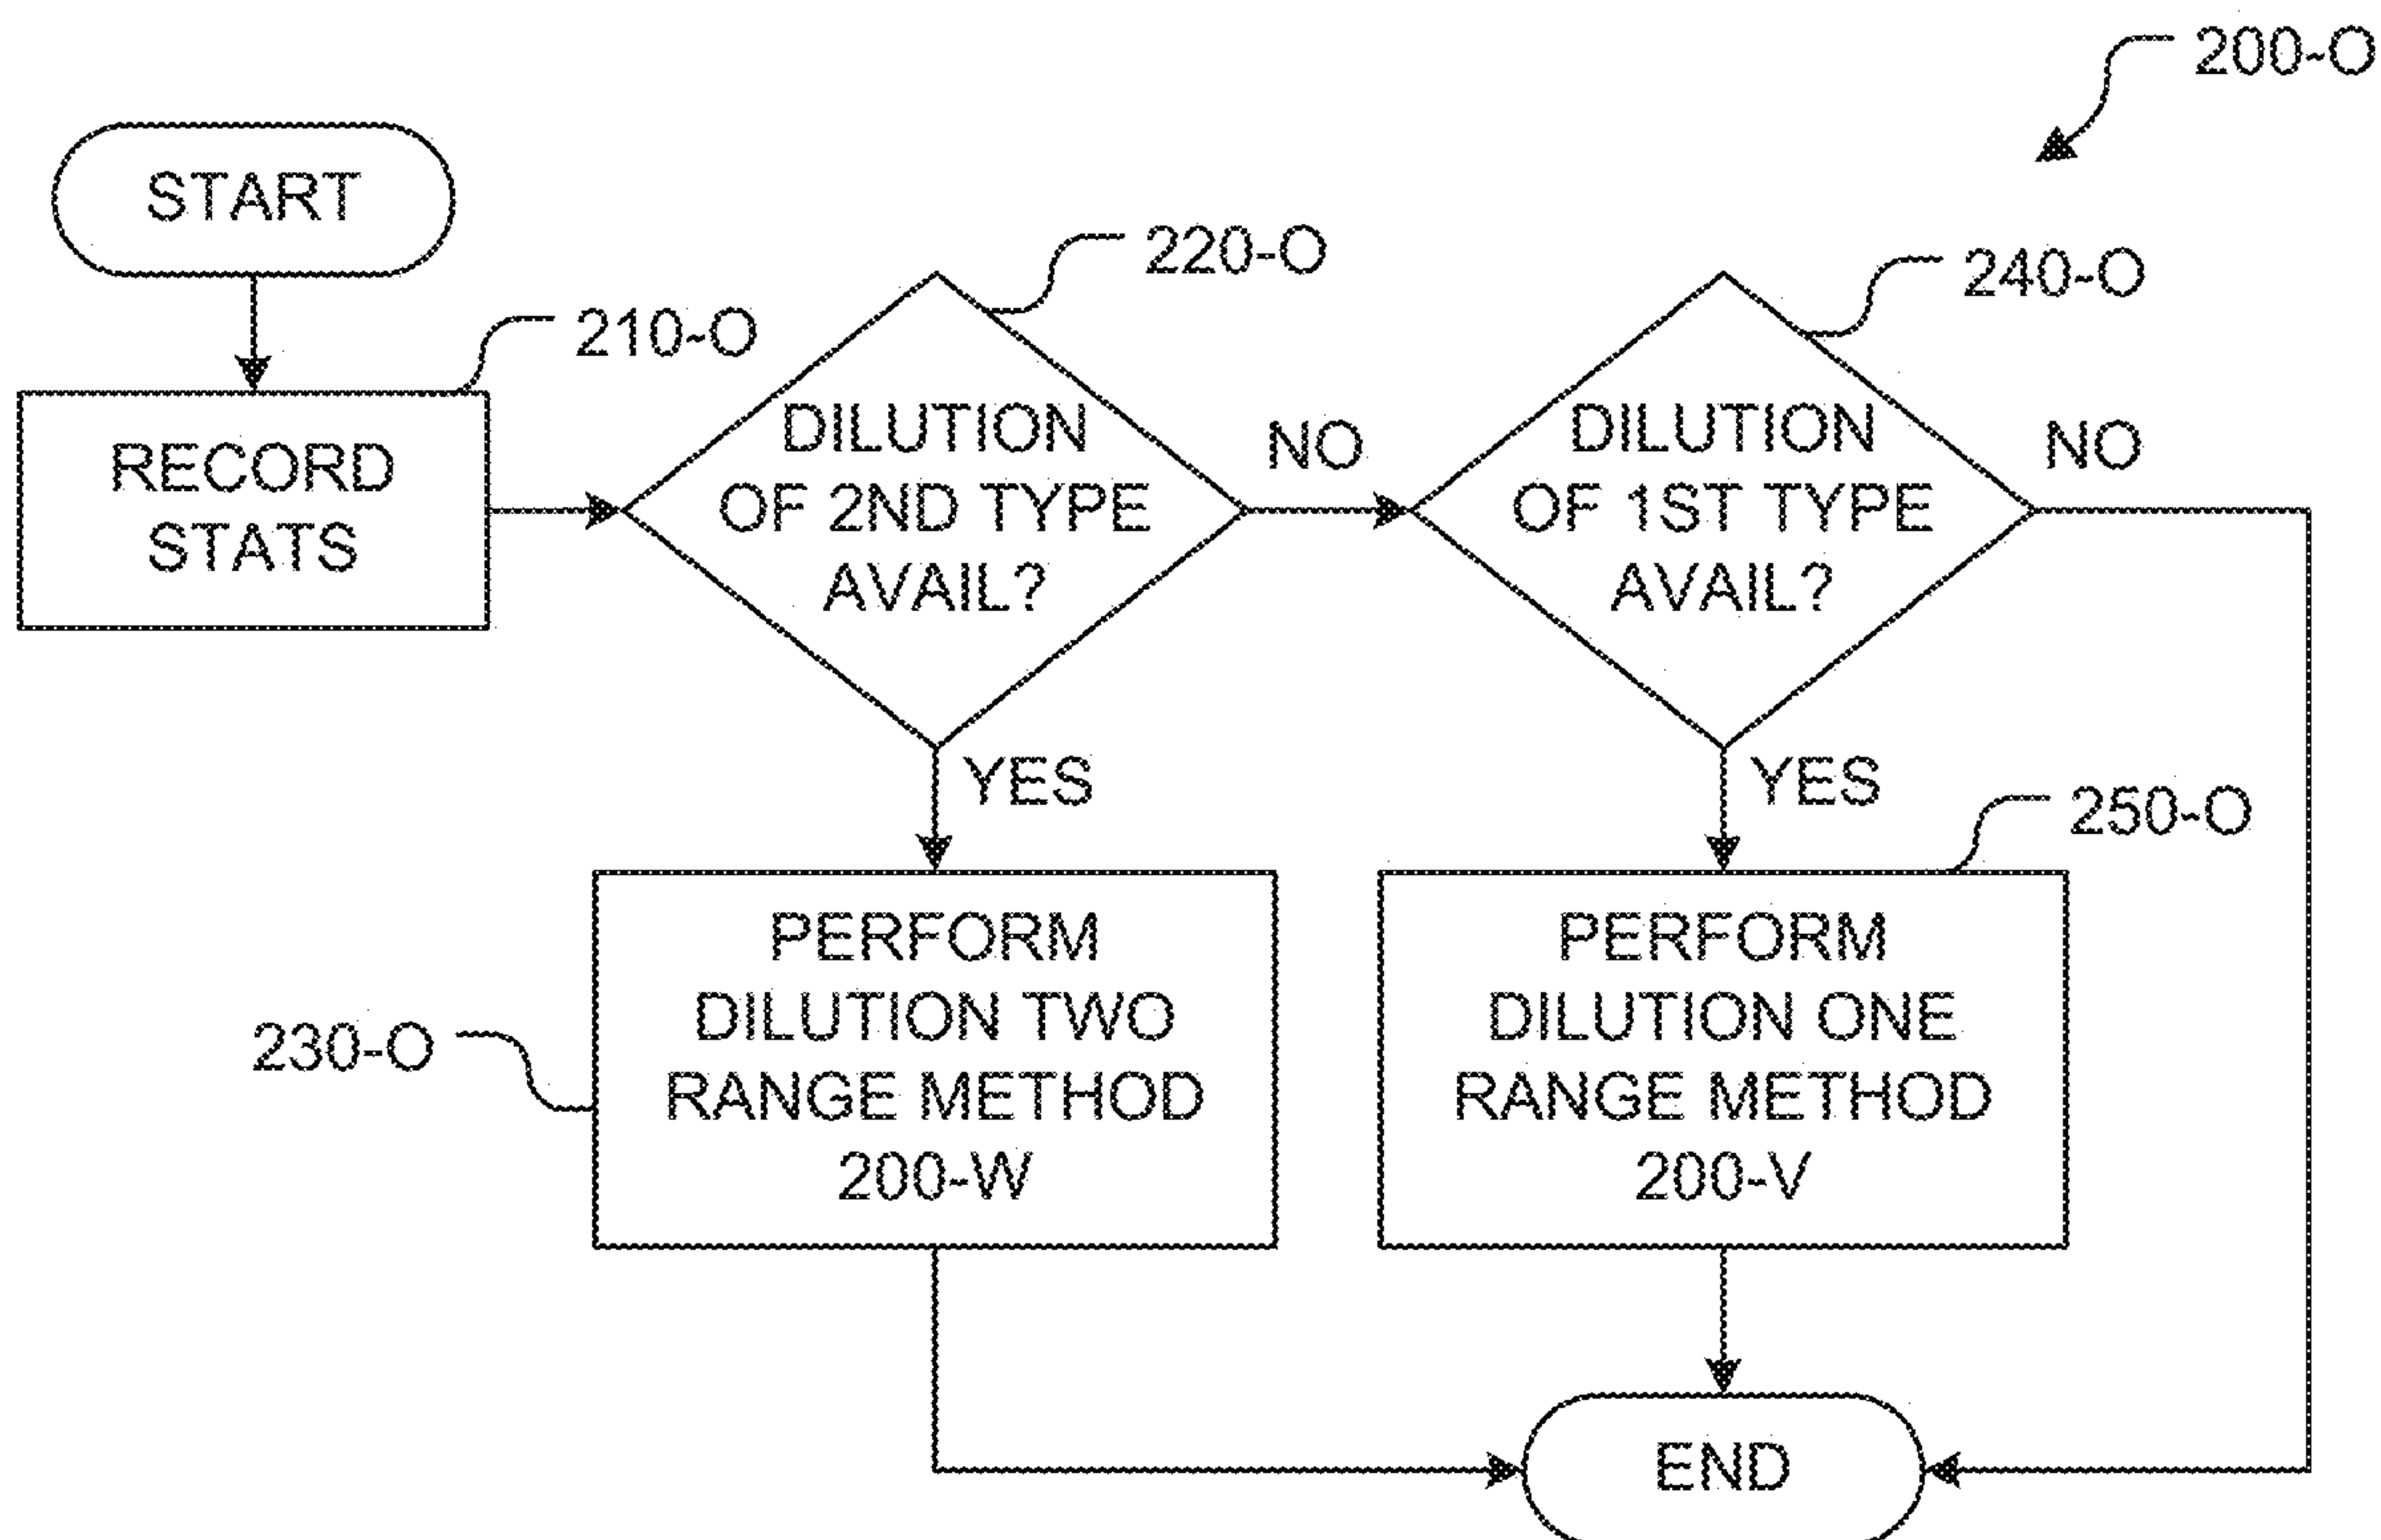 200-O
START
210-O
RECORD
STATS
220-O
DILUTION
OF 2ND TYPE
AVAIL?
NO
240-O
DILUTION
OF 1ST TYPE
AVAIL?
NO
YES
YES
230-O
PERFORM
DILUTION TWO
RANGE METHOD
200-W
250-O
PERFORM
DILUTION ONE
RANGE METHOD
200-V
END